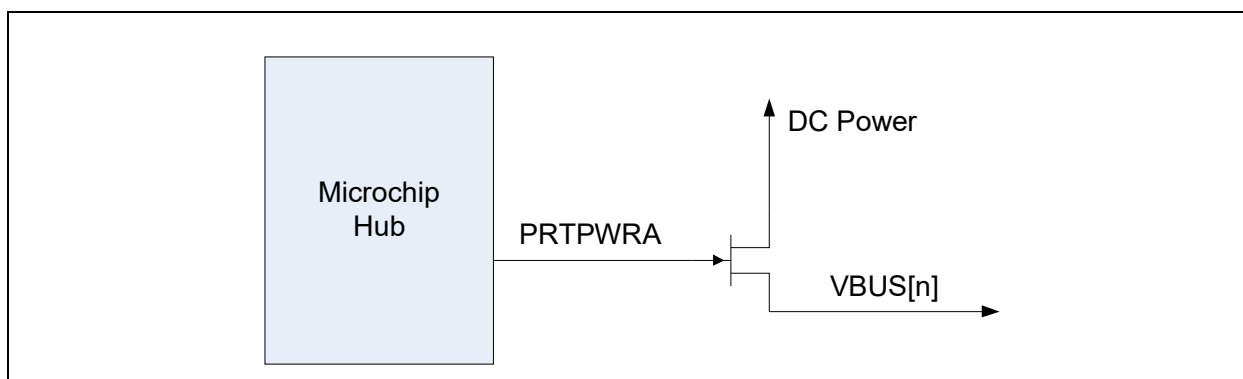 Microchip
Hub
PRTPWRA
DC Power
VBUS[n]